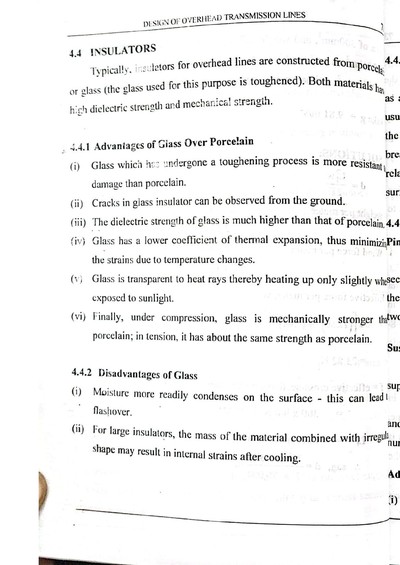 DESIGN OF OVERHEAD TRANSMISSION LINES
4.4 INSULATORS
Typically, insulators for overhead lines are constructed from porcela
or glass (the glass used for this purpose is toughened). Both materials ha
high dielectric strength and mechanical strength.
4.4.1 Advantages of Glass Over Porcelain
(i) Glass which has undergone a toughening process is more resistant
damage than porcelain.
(ii) Cracks in glass insulator can be observed from the ground.
(iii) The dielectric strength of glass is much higher than that of porcelain.
(iv) Glass has a lower coefficient of thermal expansion, thus minimizin
the strains due to temperature changes.
(v) Glass is transparent to heat rays thereby heating up only slightly whe
exposed to sunlight.
(vi) Finally, under compression, glass is mechanically stronger th
porcelain; in tension, it has about the same strength as porcelain.
4.4.2 Disadvantages of Glass
(i) Moisture more readily condenses on the surface - this can lead t
flashover.
(ii) For large insulators, the mass of the material combined with irregula
shape may result in internal strains after cooling.
4.4.
as a
usu
the
brea
rela
sur
4.4
Pin
sec
the
two
Sus
sup
and
nur
Ad
(i)